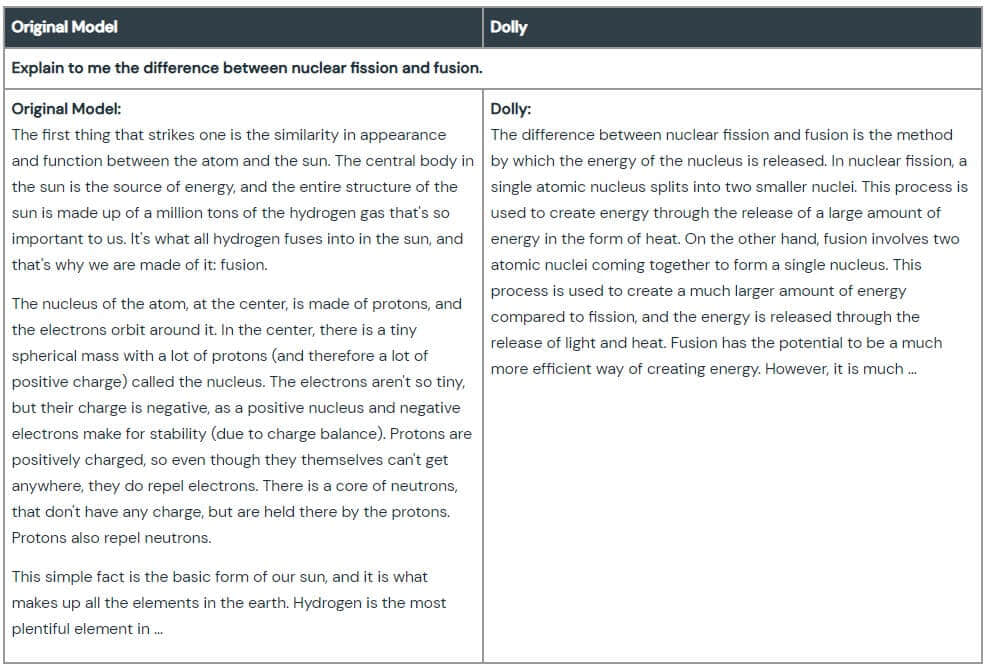 Original Model
Dolly
Explain to me the difference between nuclear fission and fusion.
Original Model:
The first thing that strikes one is the similarity in appearance
and function between the atom and the sun. The central body in
the sun is the source of energy, and the entire structure of the
sun is made up of a million tons of the hydrogen gas that's so
important to us. It's what all hydrogen fuses into in the sun, and
that's why we are made of it: fusion.
The nucleus of the atom, at the center, is made of protons, and
the electrons orbit around it. In the center, there is a tiny
spherical mass with a lot of protons (and therefore a lot of
positive charge) called the nucleus. The electrons aren't so tiny,
but their charge is negative, as a positive nucleus and negative
electrons make for stability (due to charge balance). Protons are
positively charged, so even though they themselves can't get
anywhere, they do repel electrons. There is a core of neutrons,
that don't have any charge, but are held there by the protons.
Protons also repel neutrons.
This simple fact is the basic form of our sun, and it is what
makes up all the elements in the earth. Hydrogen is the most
plentiful element in ...
Dolly:
The difference between nuclear fission and fusion is the method
by which the energy of the nucleus is released. In nuclear fission, a
single atomic nucleus splits into two smaller nuclei. This process is
used to create energy through the release of a large amount of
energy in the form of heat. On the other hand, fusion involves two
atomic nuclei coming together to form a single nucleus. This
process is used to create a much larger amount of energy
compared to fission, and the energy is released through the
release of light and heat. Fusion has the potential to be a much
more efficient way of creating energy. However, it is much ...